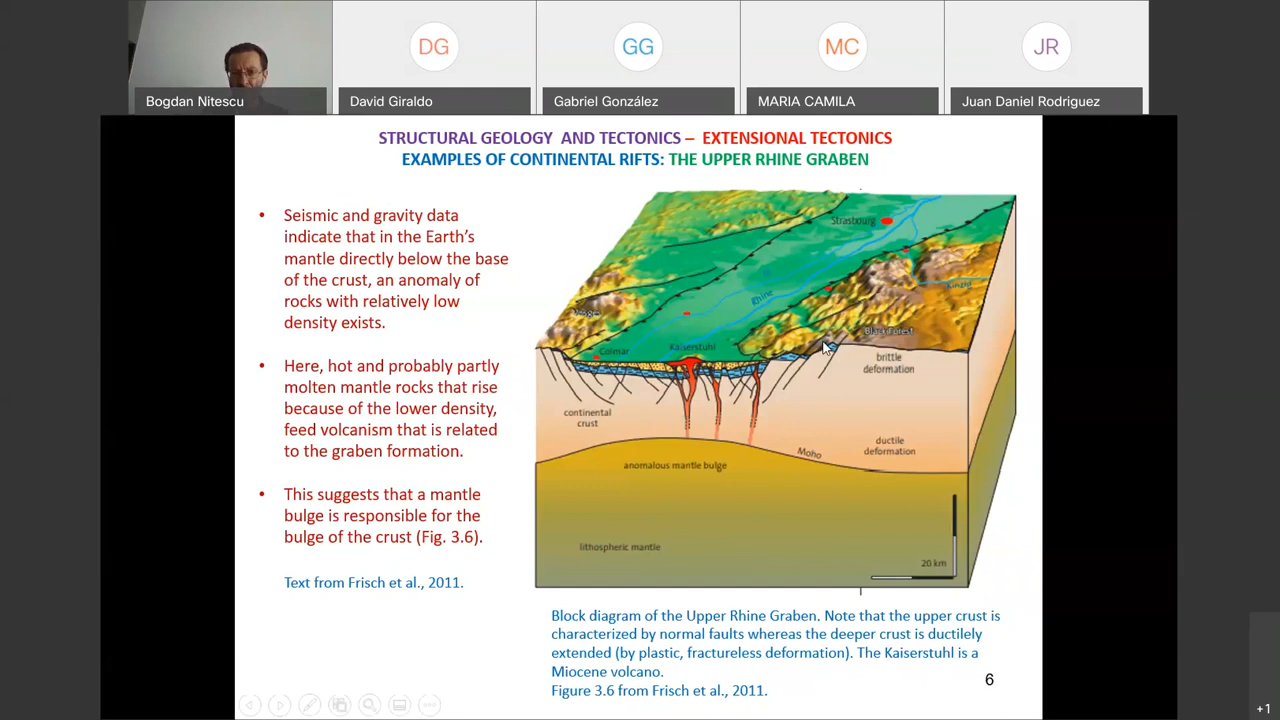 DG
GG
MC
JR
Bogdan Nitescu
David Giraldo
Gabriel González
MARIA CAMILA
Juan Daniel Rodriguez
STRUCTURAL GEOLOGY AND TECTONICS – EXTENSIONAL TECTONICS
EXAMPLES OF CONTINENTAL RIFTS: THE UPPER RHINE GRABEN
• Seismic and gravity data
indicate that in the Earth's
mantle directly below the base
of the crust, an anomaly of
rocks with relatively low
density exists.
• Here, hot and probably partly
molten mantle rocks that rise
because of the lower density,
feed volcanism that is related
to the graben formation.
• This suggests that a mantle
bulge is responsible for the
bulge of the crust (Fig. 3.6).
Text from Frisch et al., 2011.
Strasbourg
Kinzig
Rhine
Vosges
Black Forest
Colmar
Kaiserstuhl
brittle
deformation
continental
crust
ductile
deformation
Moho
anomalous mantle bulge
lithospheric mantle
20 km
Block diagram of the Upper Rhine Graben. Note that the upper crust is
characterized by normal faults whereas the deeper crust is ductilely
extended (by plastic, fractureless deformation). The Kaiserstuhl is a
Miocene volcano.
Figure 3.6 from Frisch et al., 2011.
6
+1